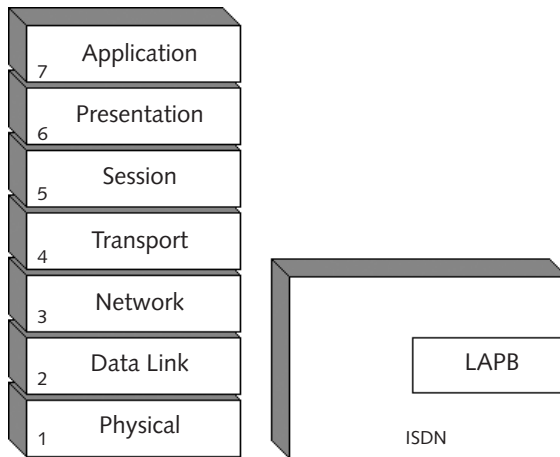 Application
7
Presentation
6
Session
5
Transport
4
Network
3
Data Link
2
Physical
1
LAPB
ISDN